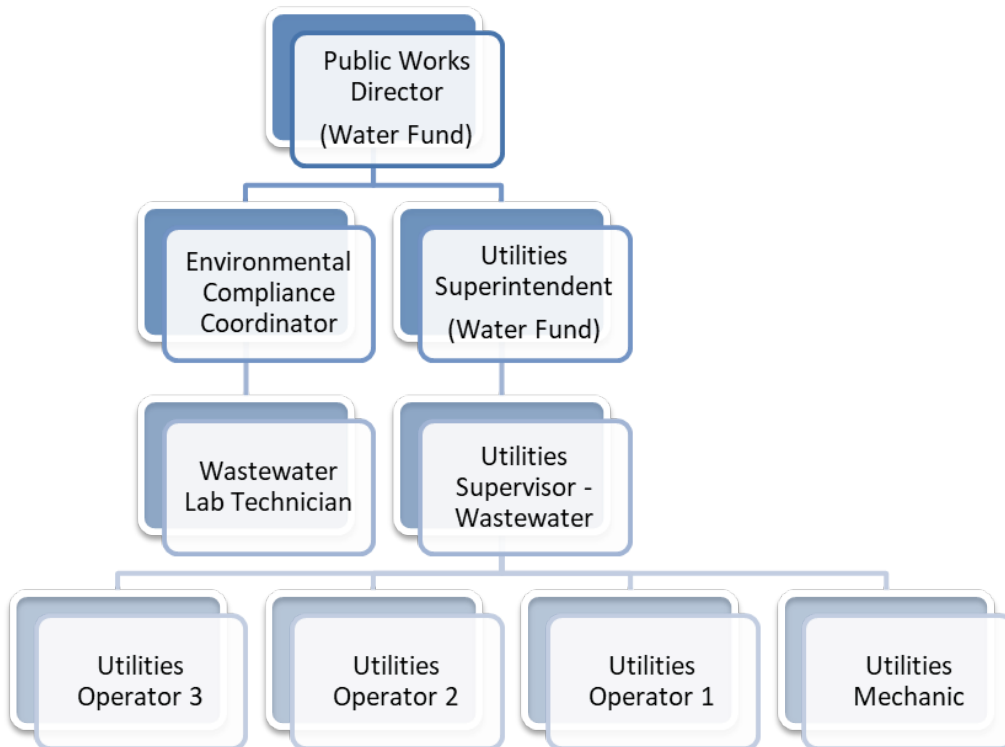 Public Works
Director
(Water Fund)
Environmental
Compliance
Coordinator
Utilities
Superintendent
(Water Fund)
Wastewater
Lab Technician
Utilities
Supervisor -
Wastewater
Utilities
Operator 3
Utilities
Operator 2
Utilities
Operator 1
Utilities
Mechanic